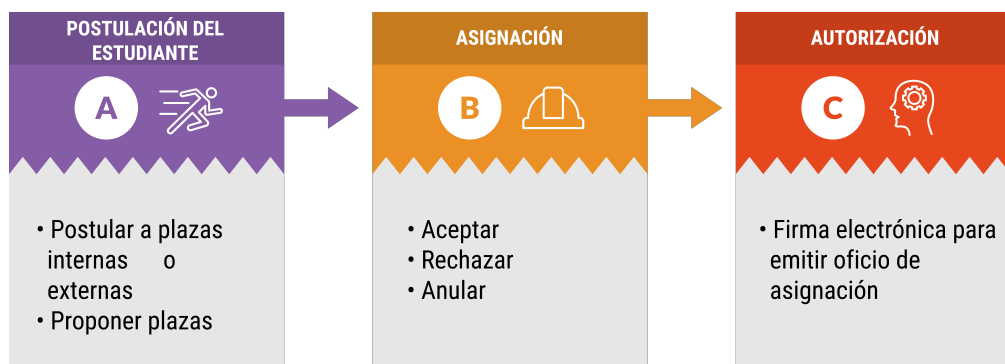 POSTULACIÓN DEL
ESTUDIANTE
A
• Postular a plazas
internas o
externas
• Proponer plazas
ASIGNACIÓN
B
• Aceptar
• Rechazar
• Anular
AUTORIZACIÓN
C
• Firma electrónica para
emitir oficio de
asignación